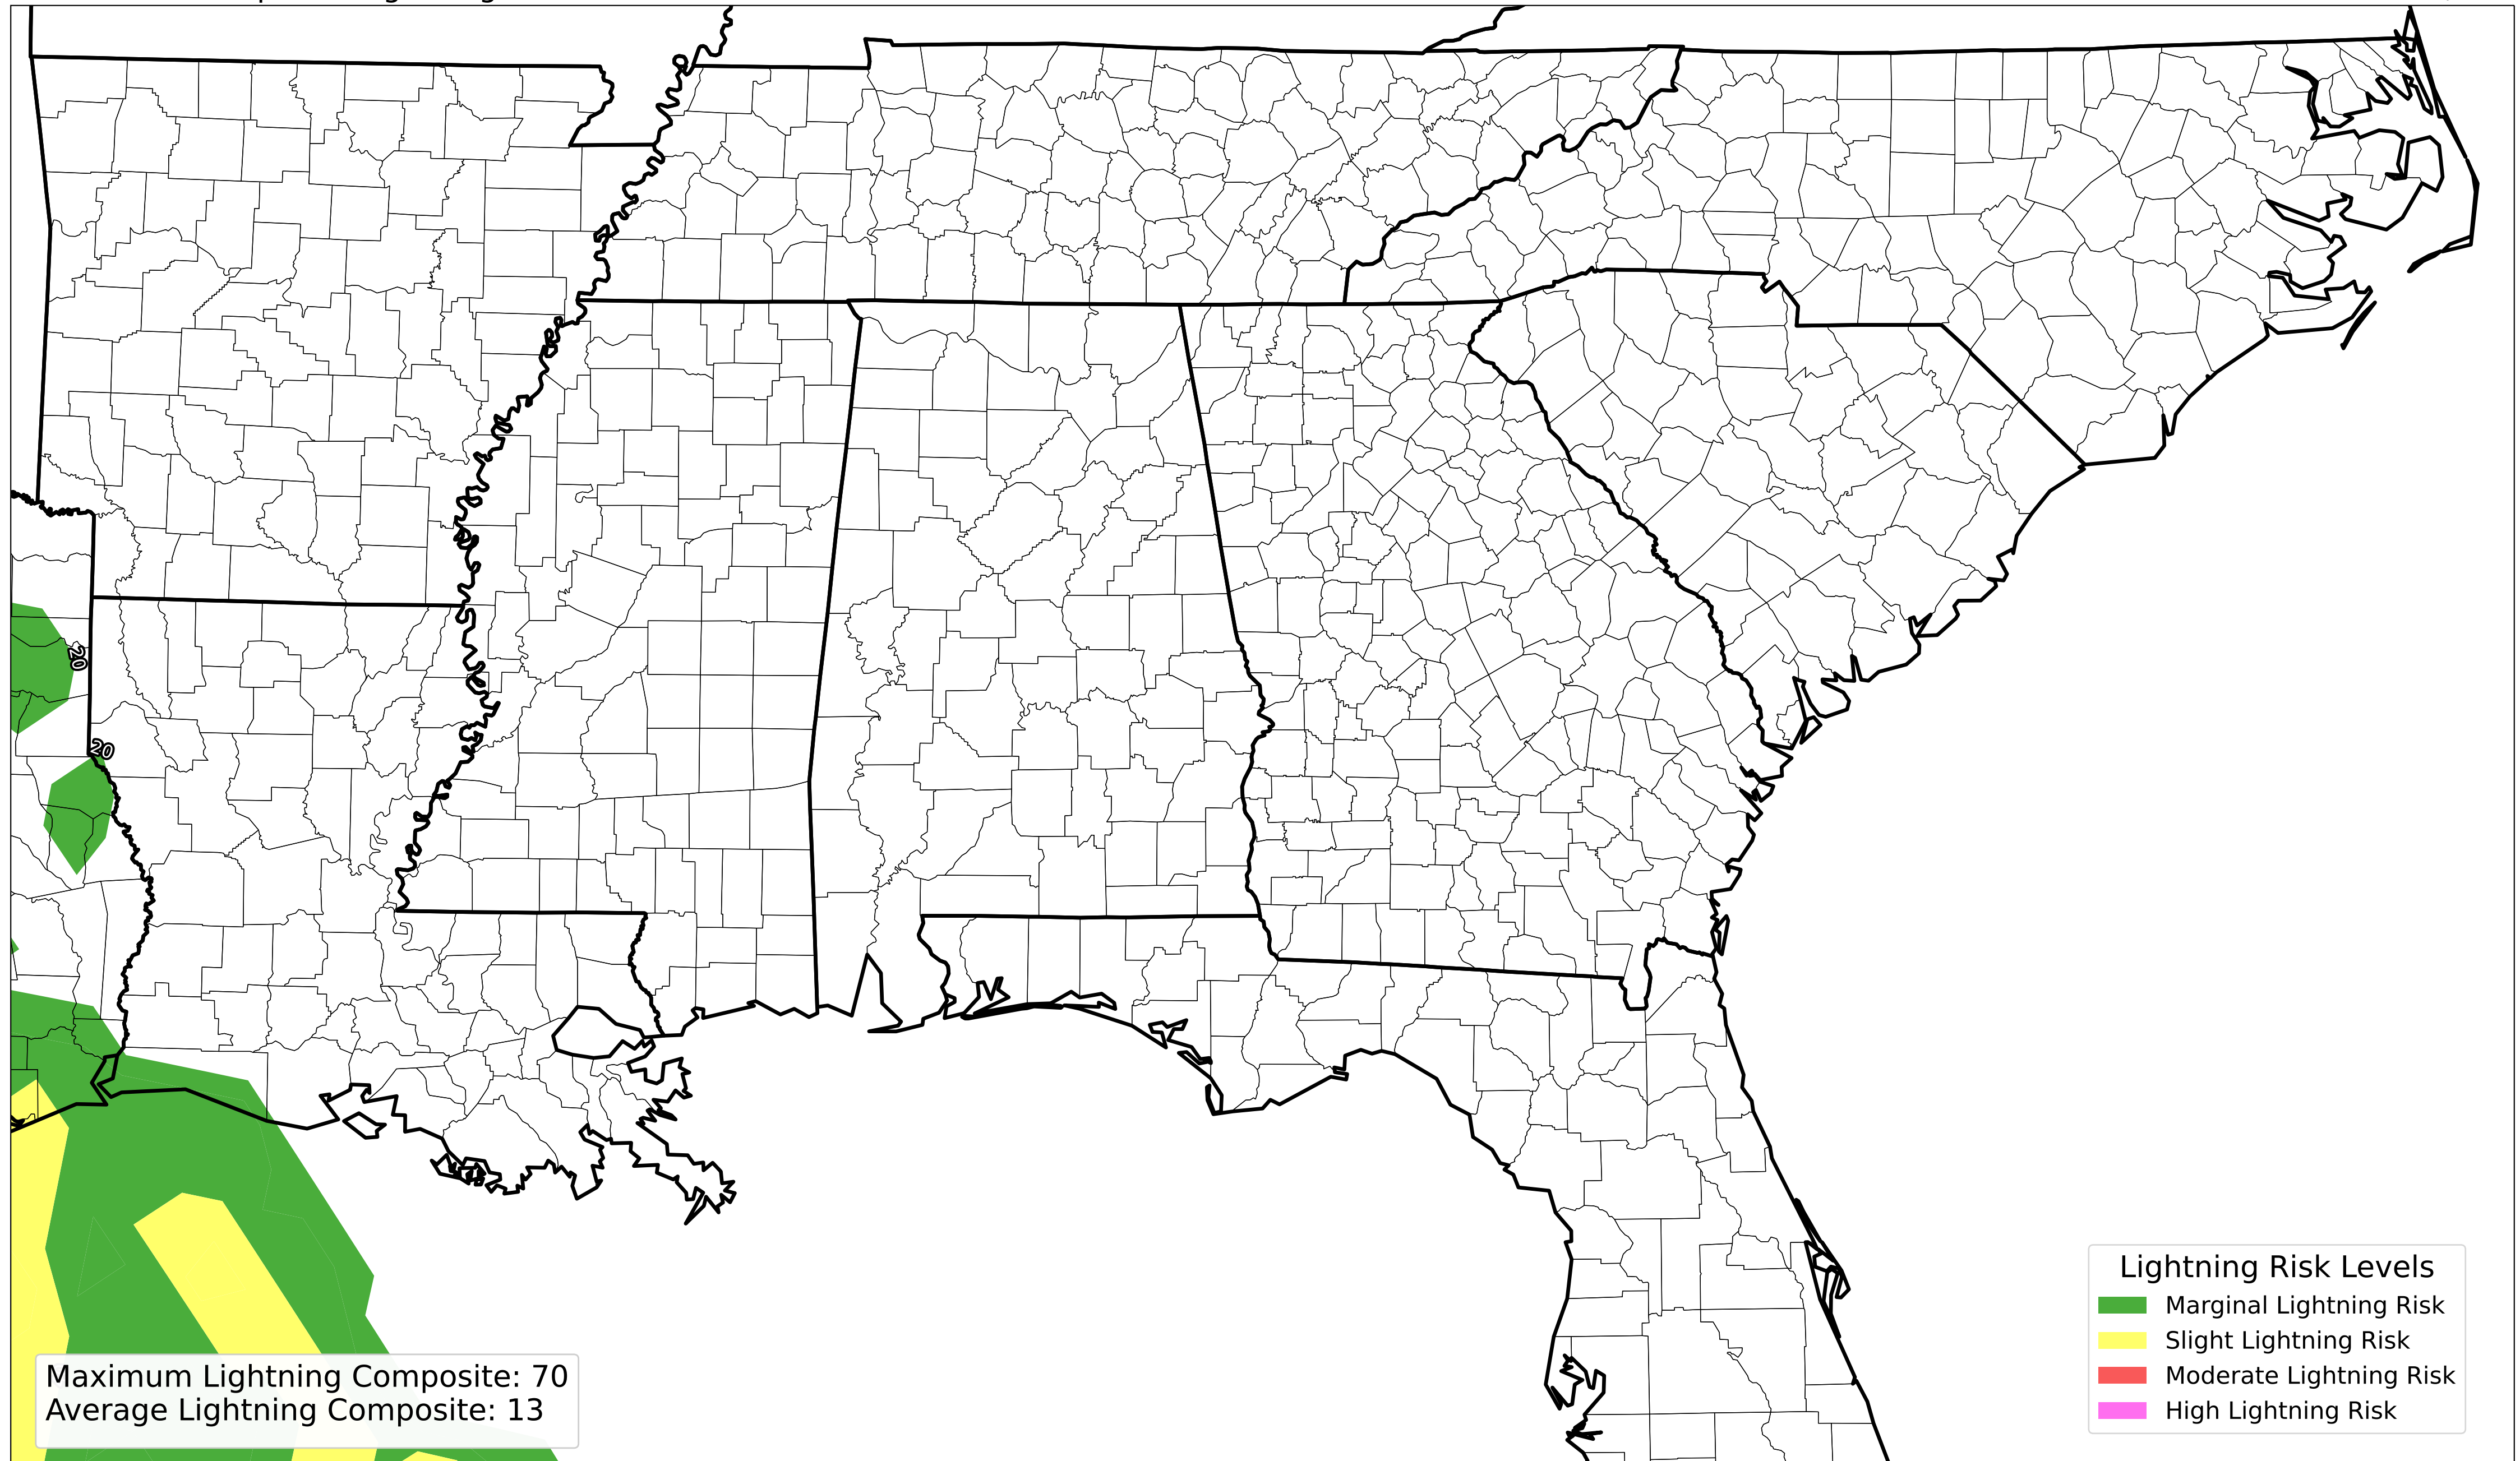 20
20
Maximum Lightning Composite: 70
Average Lightning Composite: 13
Lightning Risk Levels
Marginal Lightning Risk
Slight Lightning Risk
Moderate Lightning Risk
High Lightning Risk